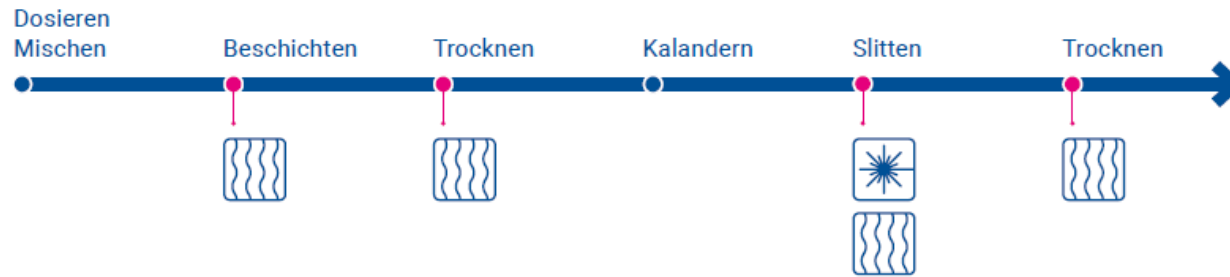 Dosieren
Mischen
Beschichten
Trocknen
Kalandern
Slitten
Trocknen